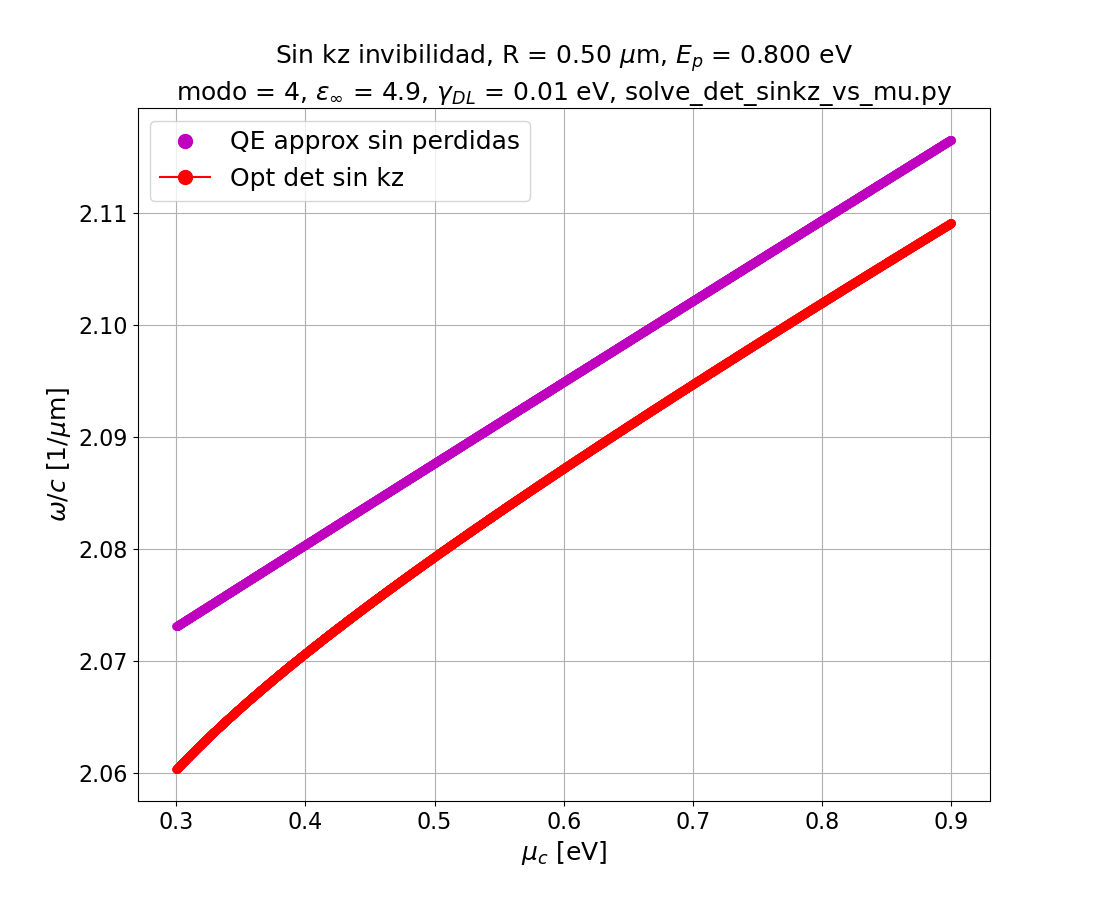 Sin kz invibilidad, R = 0.50 μm, E_p = 0.800 eV
modo = 4, ε_∞ = 4.9, γ_DL = 0.01 eV, solve_det_sinkz_vs_mu.py
QE approx sin perdidas
Opt det sin kz
ω/c [1/μm]
2.11
2.10
2.09
2.08
2.07
2.06
0.3 0.4 0.5 0.6 0.7 0.8 0.9
μ_c [eV]